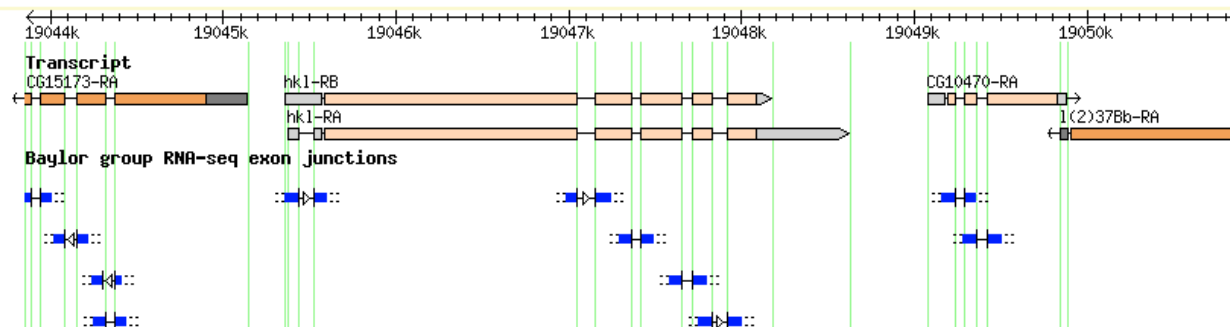 19044k 19045k 19046k 19047k 19048k 19049k 19050k
Transcript
CG15173-RA hkl-RB CG10470-RA
hkl-RA l(2)37Bb-RA
Baylor group RNA-seq exon junctions